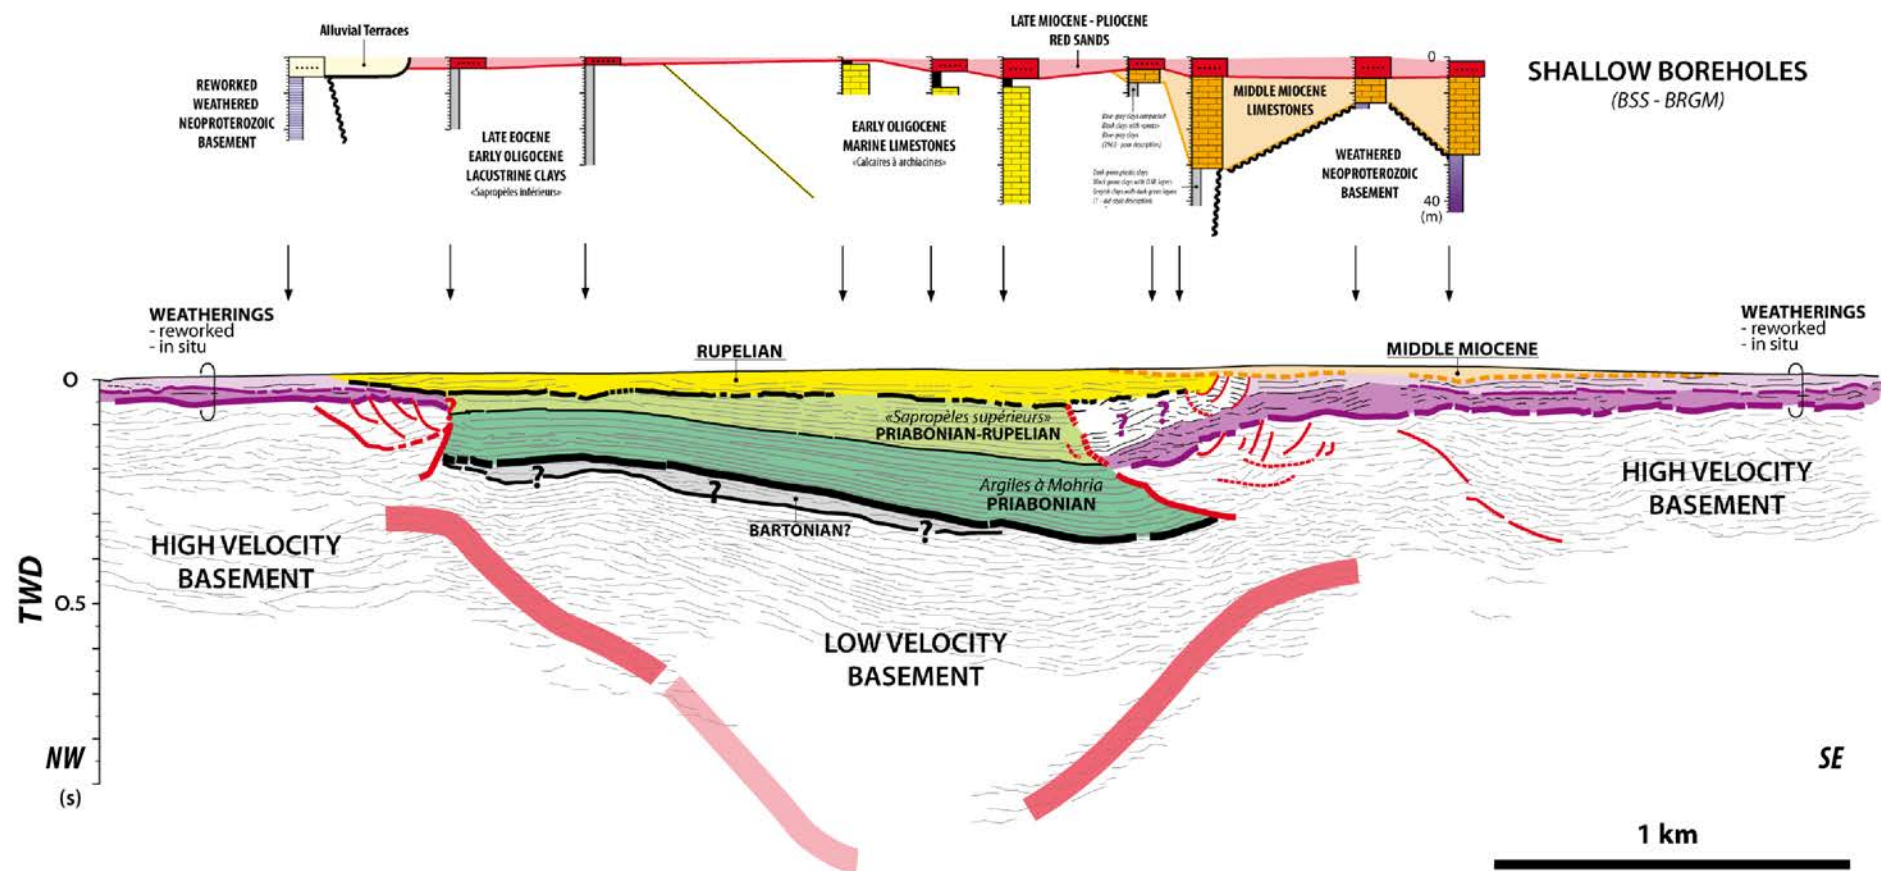 Alluvial Terraces
LATE MIOCENE - PLIOCENE
RED SANDS
0
SHALLOW BOREHOLES
(BSS - BRGM)
REWORKED
WEATHERED
NEOPROTEROZOIC
BASEMENT
LATE EOCENE
EARLY OLIGOCENE
LACUSTRINE CLAYS
«Sapropèles inférieurs»
EARLY OLIGOCENE
MARINE LIMESTONES
«Calcaires à archiacines»
MIDDLE MIOCENE
LIMESTONES
WEATHERED
NEOPROTEROZOIC
BASEMENT
40
(m)
WEATHERINGS
- reworked
- in situ
RUPELIAN
MIDDLE MIOCENE
WEATHERINGS
- reworked
- in situ
0
«Sapropèles supérieurs»
PRIABONIAN-RUPELIAN
? ?
Argiles à Mohria
PRIABONIAN
? ? ?
BARTONIAN?
HIGH VELOCITY
BASEMENT
HIGH VELOCITY
BASEMENT
LOW VELOCITY
BASEMENT
TWD
0.5
NW
(s)
SE
1 km